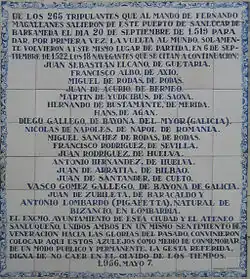 DE LOS 265 TRIPULANTES QUE AL MANDO DE FERNANDO
MAGALLANES SALIERON DE ESTE PUERTO DE SANLUCAR DE
BARRAMEDA EL DIA 20 DE SEPTIEMBRE DE 1.519 PARA
DAR, POR PRIMERA VEZ, LA VUELTA AL MUNDO, SOLAMEN-
TE VOLVIERON A ESTE MISMO LUGAR DE PARTIDA, EN 6 DE SEP-
TIEMBRE DE 1.522 LOS NAVEGANTES QUE SE CITAN A CONTINUACION:
JUAN SEBASTIAN ELCANO, DE GUETARIA.
FRANCISCO ALBO, DE AXIO.
MIGUEL DE RODAS, DE RODAS.
JUAN DE ACURIO, DE BERMEO.
MARTIN DE YUDICIBUS, DE SAONA.
HERNANDO DE BUSTAMANTE, DE MERIDA.
HANS, DE AGAN.
DIEGO GALLEGO, DE BAYONA DEL MYOR (GALICIA).
NICOLAS DE NAPOLES, DE NAPOL DE ROMANIA.
MIGUEL SANCHEZ DE RODAS, DE RODAS.
FRANCISCO RODRIGUEZ, DE SEVILLA.
JUAN RODRIGUEZ, DE HUELVA.
ANTONIO HERNANDEZ, DE HUELVA.
JUAN DE ARRATIA, DE BILBAO.
JUAN DE SANTANDER, DE CUETO.
VASCO GOMEZ GALLEGO, DE BAYONA DE GALICIA.
JUAN DE ZUBILETA, DE BARACALDO Y
ANTONIO LOMBARDO (PIGAFETTA), NATURAL DE
BIZANCIO, EN LOMBARDIA.
EL EXCMO. AYUNTAMIENTO DE ESTA CIUDAD Y EL ATENEO
SANLUQUEÑO, UNIDOS AMBOS EN UN MISMO SENTIMIENTO DE
VENERACION HACIA LAS GLORIAS DEL PASADO, CONVINIERON
COLOCAR AQUI ESTOS AZULEJOS COMO MEDIO DE CONMEMORAR
DE UN MODO PUBLICO Y PERMANENTE, LA GESTA REFERIDA,
DIGNA DE NO CAER EN EL OLVIDO DE LOS TIEMPOS.
1.956, MAYO 7.